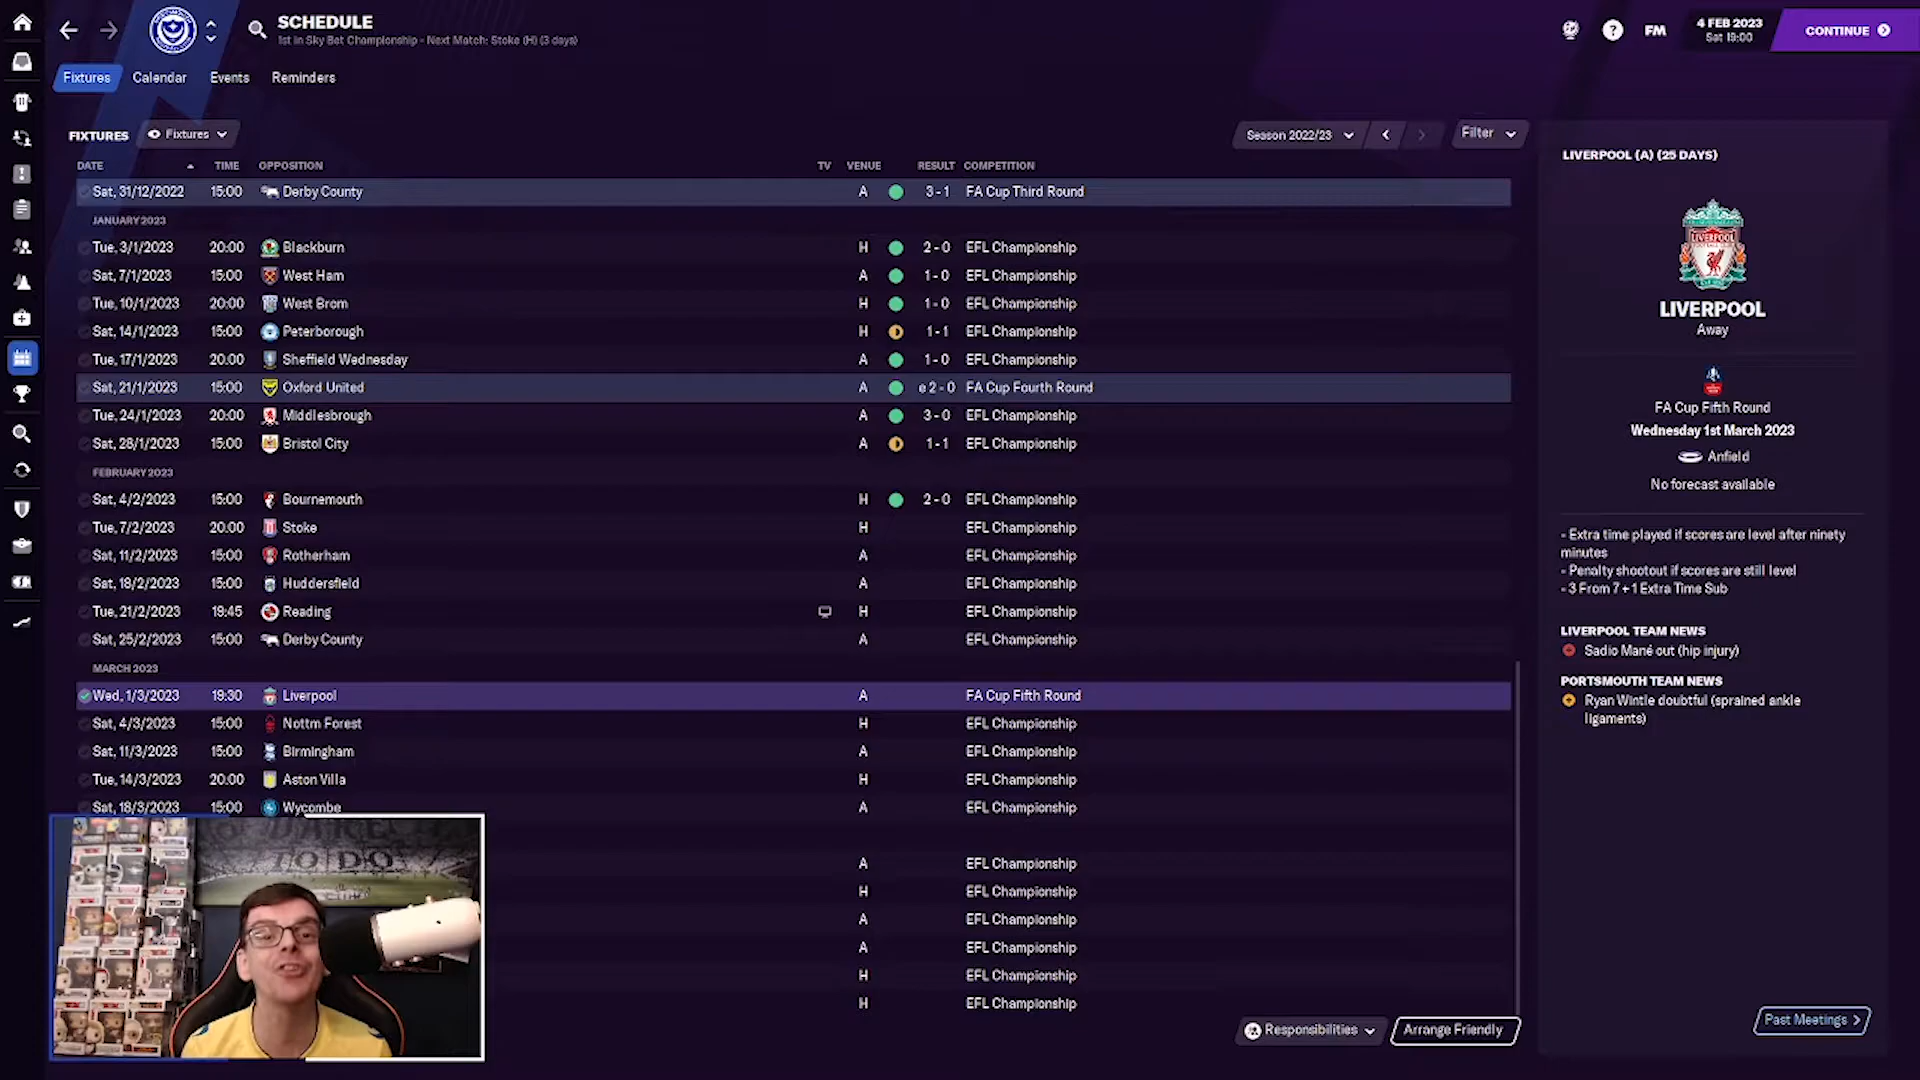 SCHEDULE
1st in Sky Bet Championship - Next Match: Stoke (H) (3 days)
FM
4 FEB 2023
Sat 19:00
CONTINUE
Fixtures Calendar Events Reminders
FIXTURES Fixtures
Season 2022/23
Filter
DATE TIME OPPOSITION TV VENUE RESULT COMPETITION
Sat, 31/12/2022 15:00 Derby County A 3 - 1 FA Cup Third Round
JANUARY 2023
Tue, 3/1/2023 20:00 Blackburn H 2 - 0 EFL Championship
Sat, 7/1/2023 15:00 West Ham A 1 - 0 EFL Championship
Tue, 10/1/2023 20:00 West Brom H 1 - 0 EFL Championship
Sat, 14/1/2023 15:00 Peterborough H 1 - 1 EFL Championship
Tue, 17/1/2023 20:00 Sheffield Wednesday A 1 - 0 EFL Championship
Sat, 21/1/2023 15:00 Oxford United A e 2 - 0 FA Cup Fourth Round
Tue, 24/1/2023 20:00 Middlesbrough A 3 - 0 EFL Championship
Sat, 28/1/2023 15:00 Bristol City A 1 - 1 EFL Championship
FEBRUARY 2023
Sat, 4/2/2023 15:00 Bournemouth H 2 - 0 EFL Championship
Tue, 7/2/2023 20:00 Stoke H EFL Championship
Sat, 11/2/2023 15:00 Rotherham A EFL Championship
Sat, 18/2/2023 15:00 Huddersfield A EFL Championship
Tue, 21/2/2023 19:45 Reading H EFL Championship
Sat, 25/2/2023 15:00 Derby County A EFL Championship
MARCH 2023
Wed, 1/3/2023 19:30 Liverpool A FA Cup Fifth Round
Sat, 4/3/2023 15:00 Nottm Forest H EFL Championship
Sat, 11/3/2023 15:00 Birmingham A EFL Championship
Tue, 14/3/2023 20:00 Aston Villa H EFL Championship
Sat, 18/3/2023 15:00 Wycombe A EFL Championship
A EFL Championship
H EFL Championship
A EFL Championship
A EFL Championship
H EFL Championship
H EFL Championship
Responsibilities
Arrange Friendly
LIVERPOOL (A) (25 DAYS)
LIVERPOOL
Away
FA Cup Fifth Round
Wednesday 1st March 2023
Anfield
No forecast available
- Extra time played if scores are level after ninety
minutes
- Penalty shootout if scores are still level
- 3 From 7 + 1 Extra Time Sub
LIVERPOOL TEAM NEWS
Sadio Mané out (hip injury)
PORTSMOUTH TEAM NEWS
Ryan Wintle doubtful (sprained ankle
ligaments)
Past Meetings
DARE
TO DO